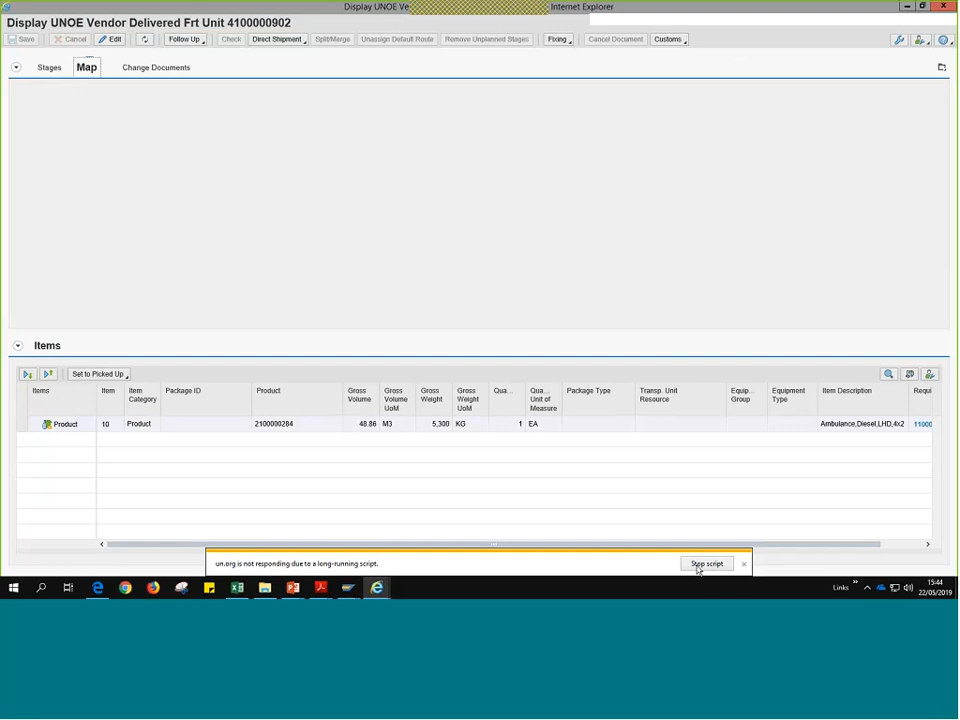 Display UNOE Ve Internet Explorer
Display UNOE Vendor Delivered Frt Unit 4100000902
Save Cancel Edit Follow Up Check Direct Shipment Split/Merge Unassign Default Route Remove Unplanned Stages Fixing Cancel Document Customs
Stages Map Change Documents
Items
Set to Picked Up
Items Item Item Category Package ID Product Gross Volume Gross Volume UoM Gross Weight Gross Weight UoM Qua... Qua... Unit of Measure Package Type Transp. Unit Resource Equip. Group Equipment Type Item Description Requi
Product 10 Product 2100000284 48.86 M3 5,300 KG 1 EA Ambulance,Diesel,LHD,4x2 11000
un.org is not responding due to a long-running script. Stop script ×
Links 15:44
22/05/2019